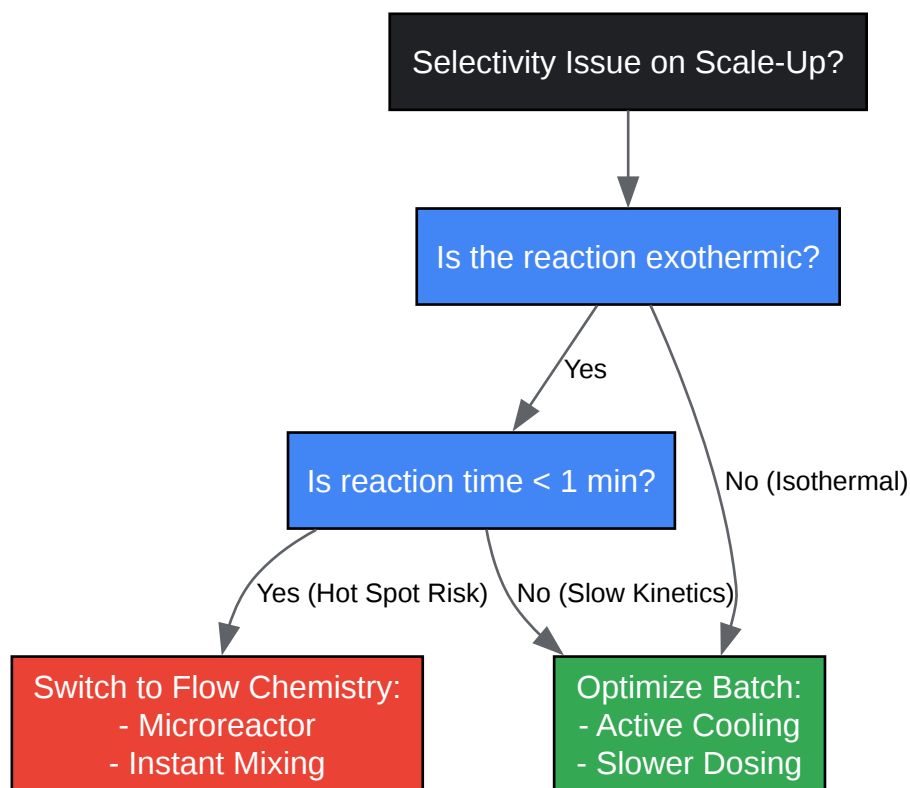 Selectivity Issue on Scale-Up?
Is the reaction exothermic?
Yes
Is reaction time < 1 min?
No (Isothermal)
Yes (Hot Spot Risk)
No (Slow Kinetics)
Switch to Flow Chemistry:
- Microreactor
- Instant Mixing
Optimize Batch:
- Active Cooling
- Slower Dosing